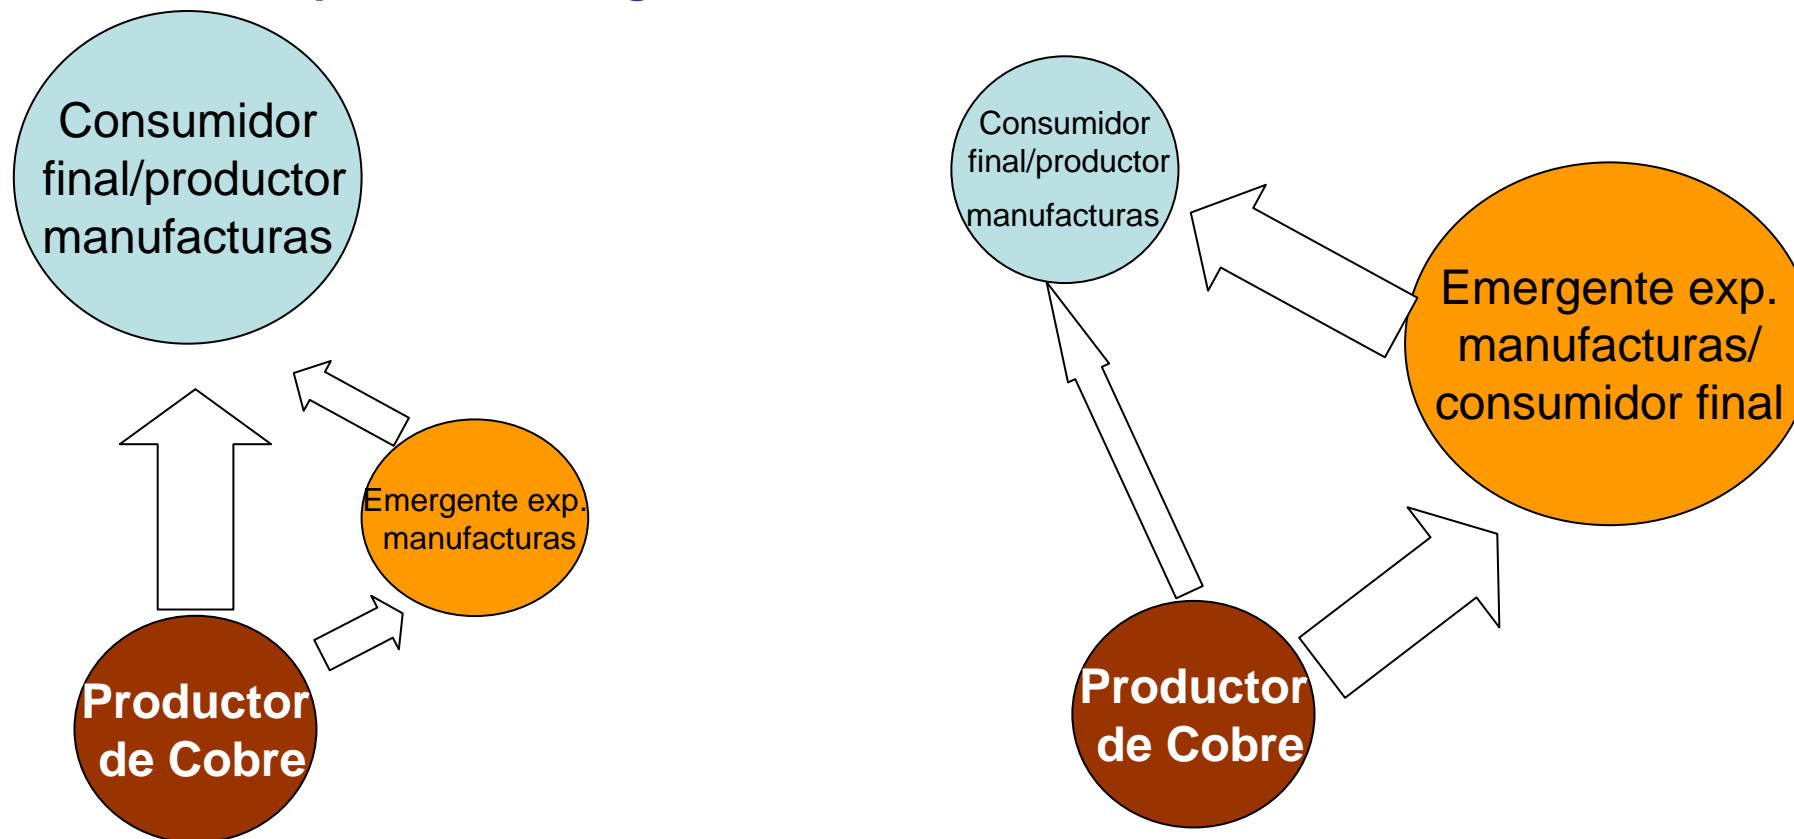 Consumidor
final/productor
manufacturas
Emergente exp.
manufacturas
Productor
de Cobre
Consumidor
final/productor
manufacturas
Emergente exp.
manufacturas/
consumidor final
Productor
de Cobre